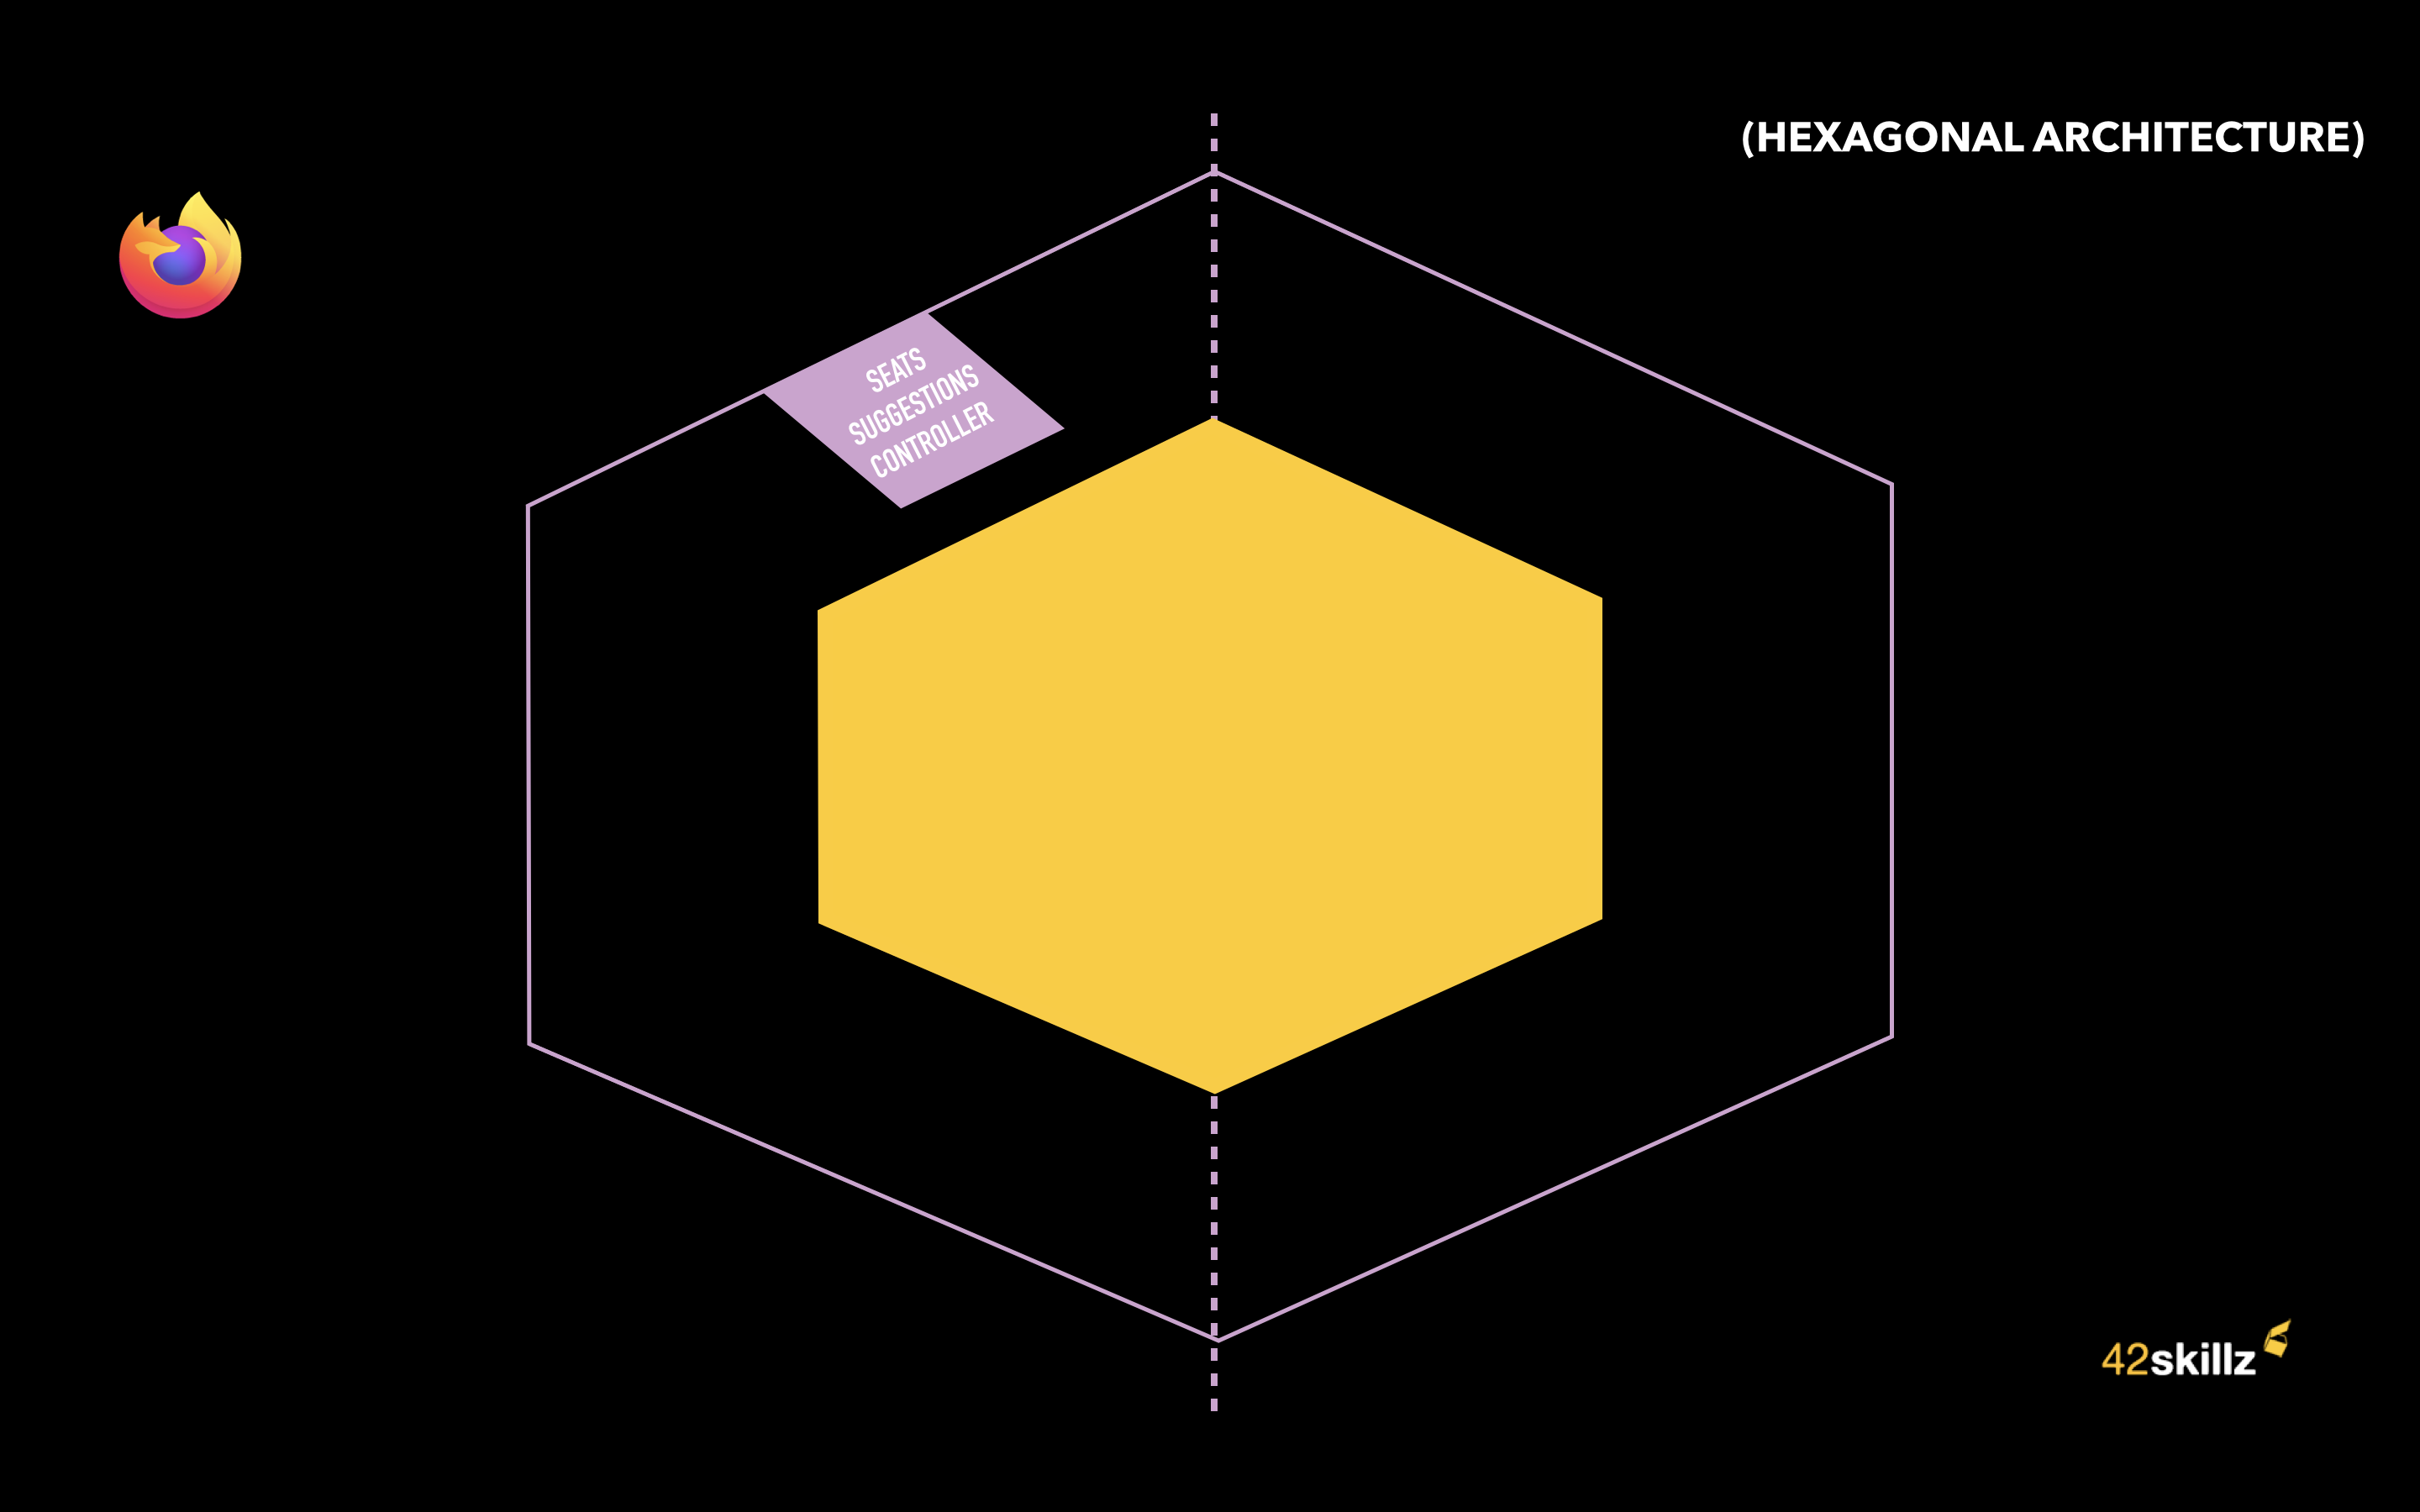 (HEXAGONAL ARCHITECTURE)
SEATS
SUGGESTIONS
CONTROLLER
42skillz